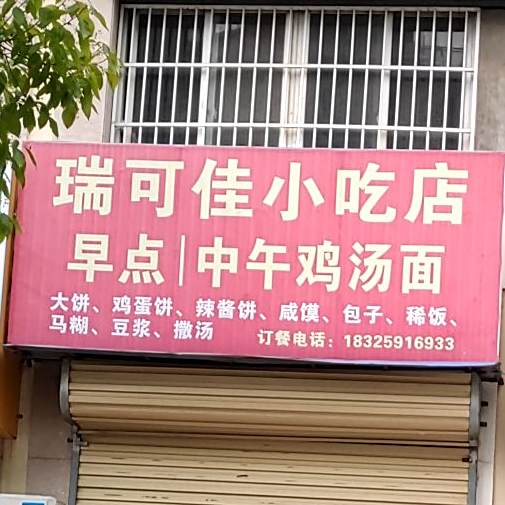 瑞可佳小吃店
早点|中午鸡汤面
大饼、鸡蛋饼、辣酱饼、咸馍、包子、稀饭、
马糊、豆浆、撒汤 订餐电话：18325916933